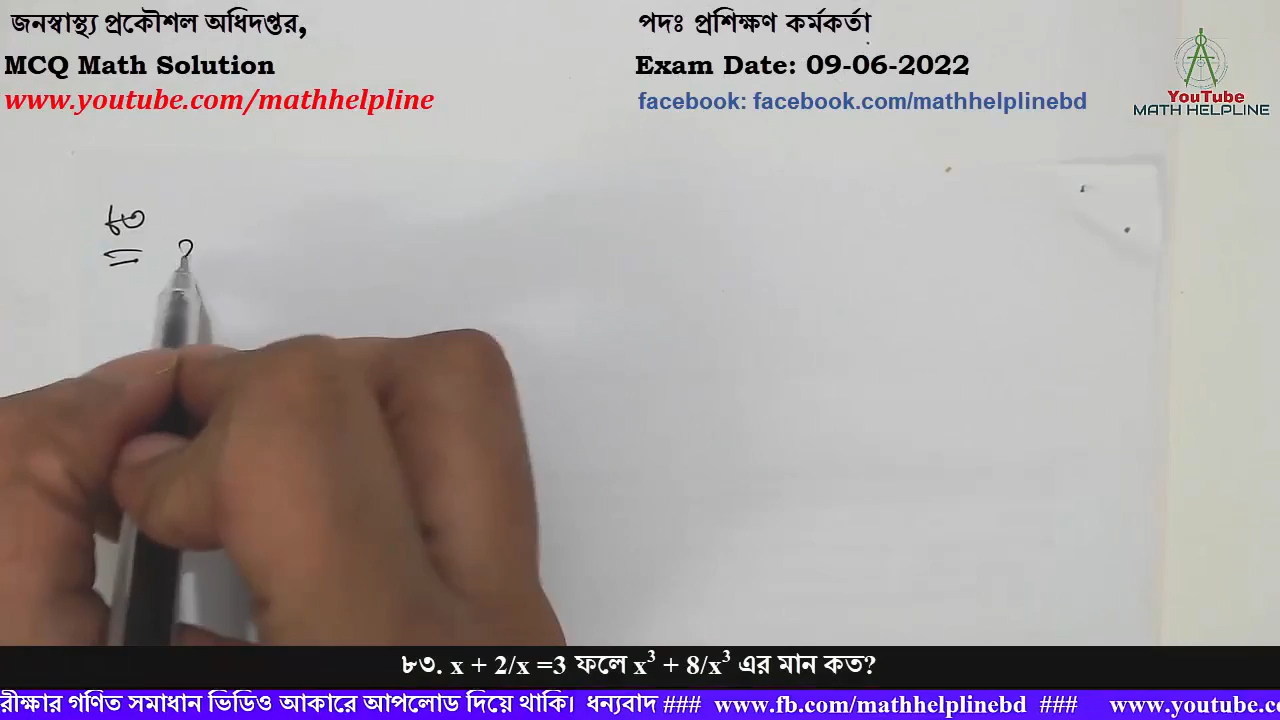 জনস্বাস্থ্য প্রকৌশল অধিদপ্তর,
পদঃ প্রশিক্ষণ কর্মকর্তা
MCQ Math Solution
Exam Date: 09-06-2022
www.youtube.com/mathhelpline
facebook: facebook.com/mathhelplinebd
YouTube
MATH HELPLINE
৮৩. x + 2/x =3 ফলে x³ + 8/x³ এর মান কত?
রীক্ষার গণিত সমাধান ভিডিও আকারে আপলোড দিয়ে থাকি। ধন্যবাদ ### www.fb.com/mathhelplinebd ### www.youtube.co